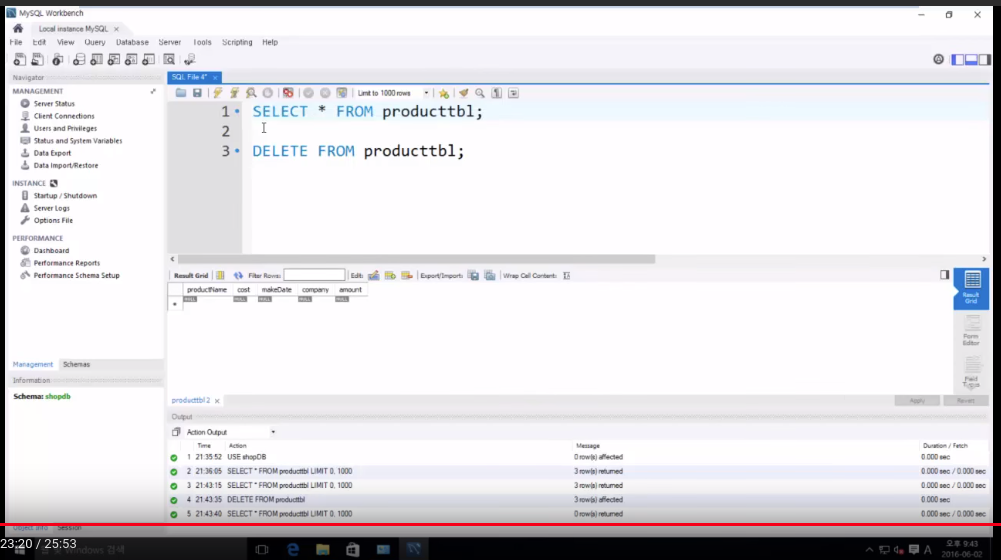 MySQL Workbench
Local instance MySQL
File Edit View Query Database Server Tools Scripting Help
Navigator
MANAGEMENT
Server Status
Client Connections
Users and Privileges
Status and System Variables
Data Export
Data Import/Restore
INSTANCE
Startup / Shutdown
Server Logs
Options File
PERFORMANCE
Dashboard
Performance Reports
Performance Schema Setup
Management Schemas
Information
Schema: shopdb
Object Info Session
SQL File 4*
Limit to 1000 rows
1 SELECT * FROM producttbl;
2
3 DELETE FROM producttbl;
Result Grid Filter Rows: Edit: Export/Import: Wrap Cell Content:
productName cost makeDate company amount
NULL NULL NULL NULL NULL
Result Grid
Form Editor
Field Types
producttbl 2
Apply Revert
Output
Action Output
Time Action Message Duration / Fetch
1 21:35:52 USE shopDB 0 row(s) affected 0.000 sec
2 21:36:05 SELECT * FROM producttbl LIMIT 0, 1000 3 row(s) returned 0.000 sec / 0.000 sec
3 21:43:15 SELECT * FROM producttbl LIMIT 0, 1000 3 row(s) returned 0.000 sec / 0.000 sec
4 21:43:35 DELETE FROM producttbl 3 row(s) affected 0.000 sec
5 21:43:40 SELECT * FROM producttbl LIMIT 0, 1000 0 row(s) returned 0.000 sec / 0.000 sec
23:20 / 25:53
Windows 검색
A
오후 9:43
2016-06-02